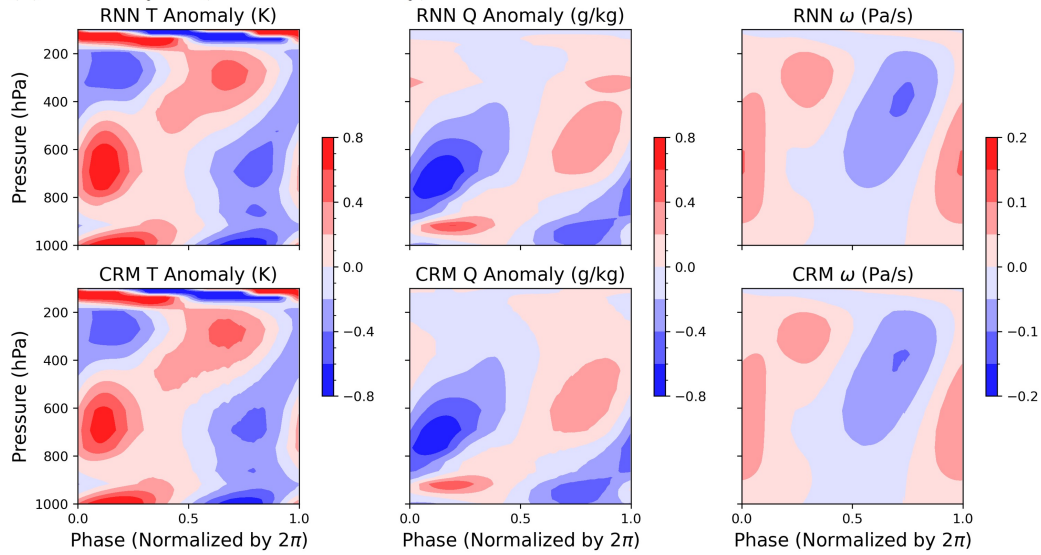 RNN T Anomaly (K)
RNN Q Anomaly (g/kg)
RNN ω (Pa/s)
Pressure (hPa)
200
400
600
800
1000
0.8
0.4
0.0
−0.4
−0.8
0.8
0.4
0.0
−0.4
−0.8
0.2
0.1
0.0
−0.1
−0.2
CRM T Anomaly (K)
CRM Q Anomaly (g/kg)
CRM ω (Pa/s)
Pressure (hPa)
200
400
600
800
1000
0.0 0.5 1.0
0.0 0.5 1.0
0.0 0.5 1.0
Phase (Normalized by 2π)
Phase (Normalized by 2π)
Phase (Normalized by 2π)